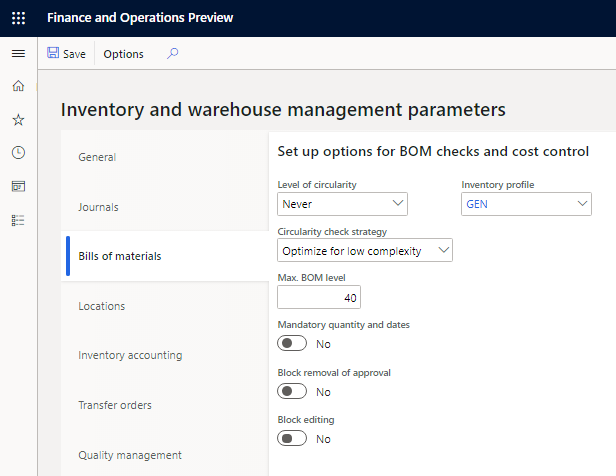 Finance and Operations Preview
Save Options
Inventory and warehouse management parameters
General
Journals
Bills of materials
Locations
Inventory accounting
Transfer orders
Quality management
Set up options for BOM checks and cost control
Level of circularity Inventory profile
Never GEN
Circularity check strategy
Optimize for low complexity
Max. BOM level
40
Mandatory quantity and dates
No
Block removal of approval
No
Block editing
No